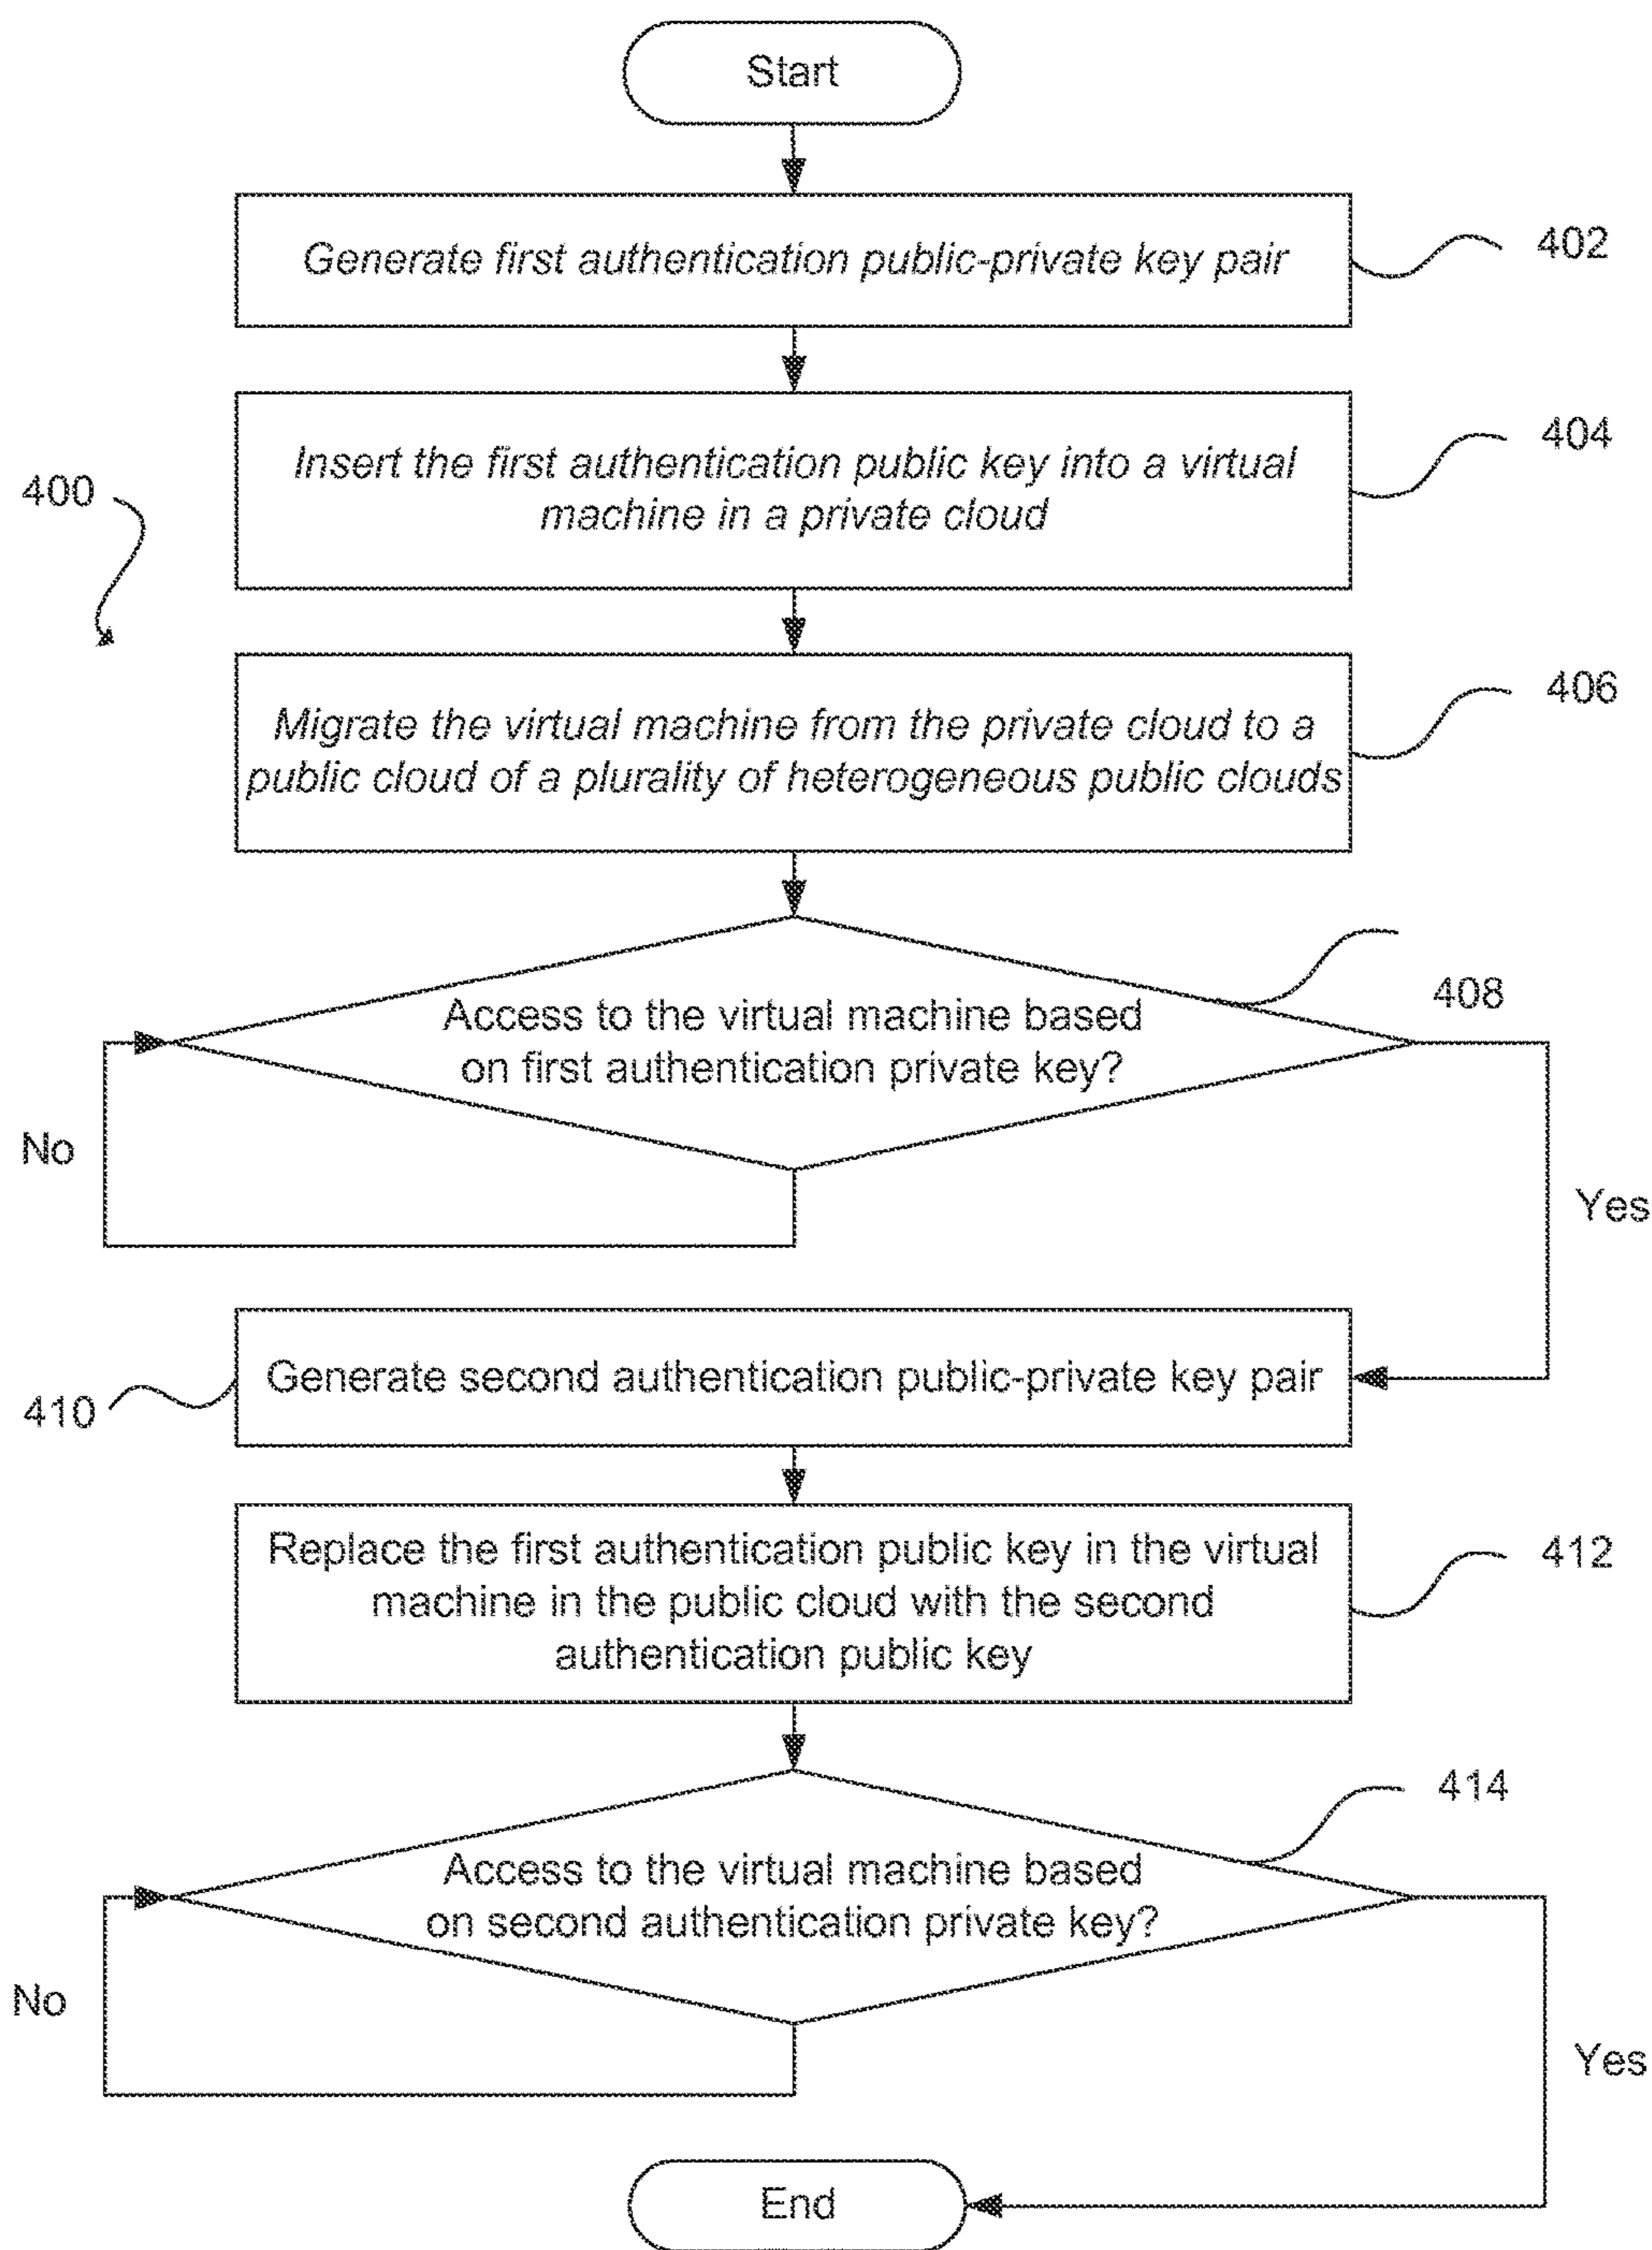 Start
Generate first authentication public-private key pair
402
Insert the first authentication public key into a virtual
machine in a private cloud
404
400
Migrate the virtual machine from the private cloud to a
public cloud of a plurality of heterogeneous public clouds
406
Access to the virtual machine based
on first authentication private key?
408
No
Yes
Generate second authentication public-private key pair
410
Replace the first authentication public key in the virtual
machine in the public cloud with the second
authentication public key
412
Access to the virtual machine based
on second authentication private key?
414
No
Yes
End